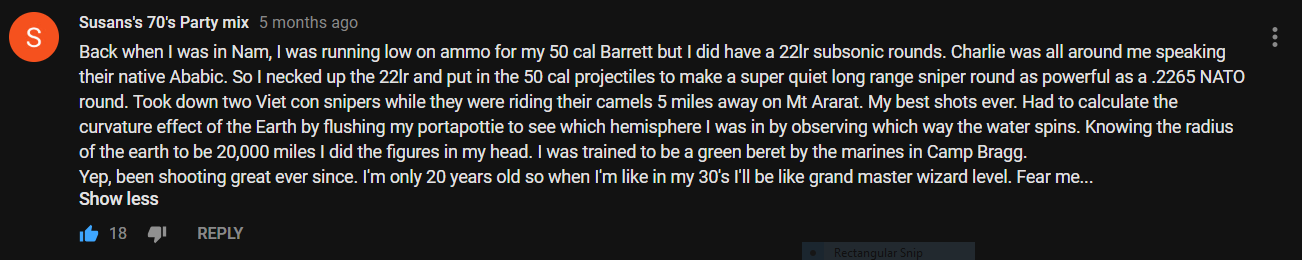 S
Susans's 70's Party mix 5 months ago
Back when I was in Nam, I was running low on ammo for my 50 cal Barrett but I did have a 22lr subsonic rounds. Charlie was all around me speaking
their native Ababic. So I necked up the 22lr and put in the 50 cal projectiles to make a super quiet long range sniper round as powerful as a .2265 NATO
round. Took down two Viet con snipers while they were riding their camels 5 miles away on Mt Ararat. My best shots ever. Had to calculate the
curvature effect of the Earth by flushing my portapottie to see which hemisphere I was in by observing which way the water spins. Knowing the radius
of the earth to be 20,000 miles I did the figures in my head. I was trained to be a green beret by the marines in Camp Bragg.
Yep, been shooting great ever since. I'm only 20 years old so when I'm like in my 30's I'll be like grand master wizard level. Fear me...
Show less
18 REPLY
Rectangular Snip